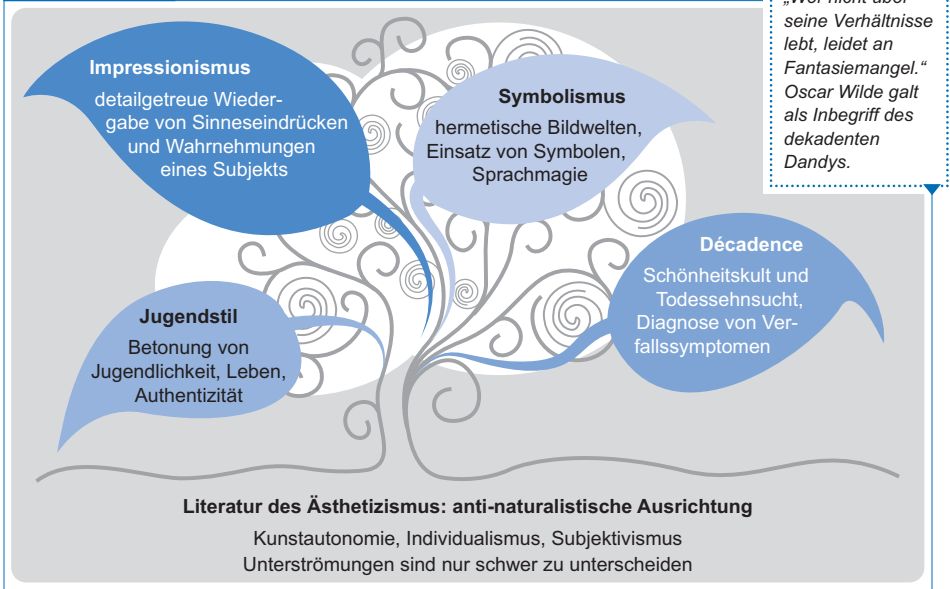 Impressionismus
detailgetreue Wieder-
gabe von Sinneseindrücken
und Wahrnehmungen
eines Subjekts
Symbolismus
hermetische Bildwelten,
Einsatz von Symbolen,
Sprachmagie
„Wer nicht über
seine Verhältnisse
lebt, leidet an
Fantasiemangel.“
Oscar Wilde galt
als Inbegriff des
dekadenten
Dandys.
Décadence
Schönheitskult und
Todessehnsucht,
Diagnose von Ver-
fallssymptomen
Jugendstil
Betonung von
Jugendlichkeit, Leben,
Authentizität
Literatur des Ästhetizismus: anti-naturalistische Ausrichtung
Kunstautonomie, Individualismus, Subjektivismus
Unterströmungen sind nur schwer zu unterscheiden